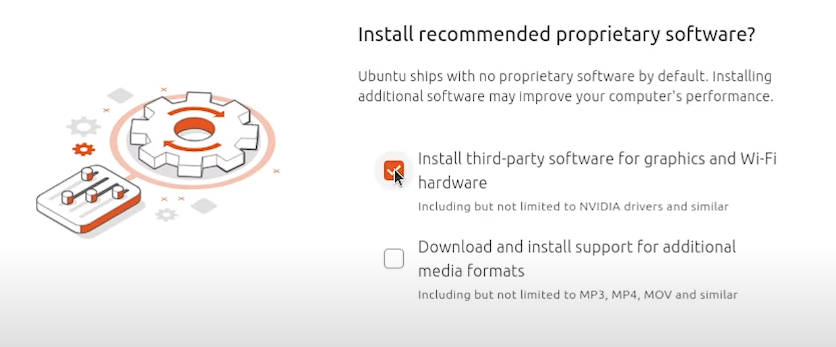 Install recommended proprietary software?
Ubuntu ships with no proprietary software by default. Installing
additional software may improve your computer's performance.
Install third-party software for graphics and Wi-Fi
hardware
Including but not limited to NVIDIA drivers and similar
Download and install support for additional
media formats
Including but not limited to MP3, MP4, MOV and similar